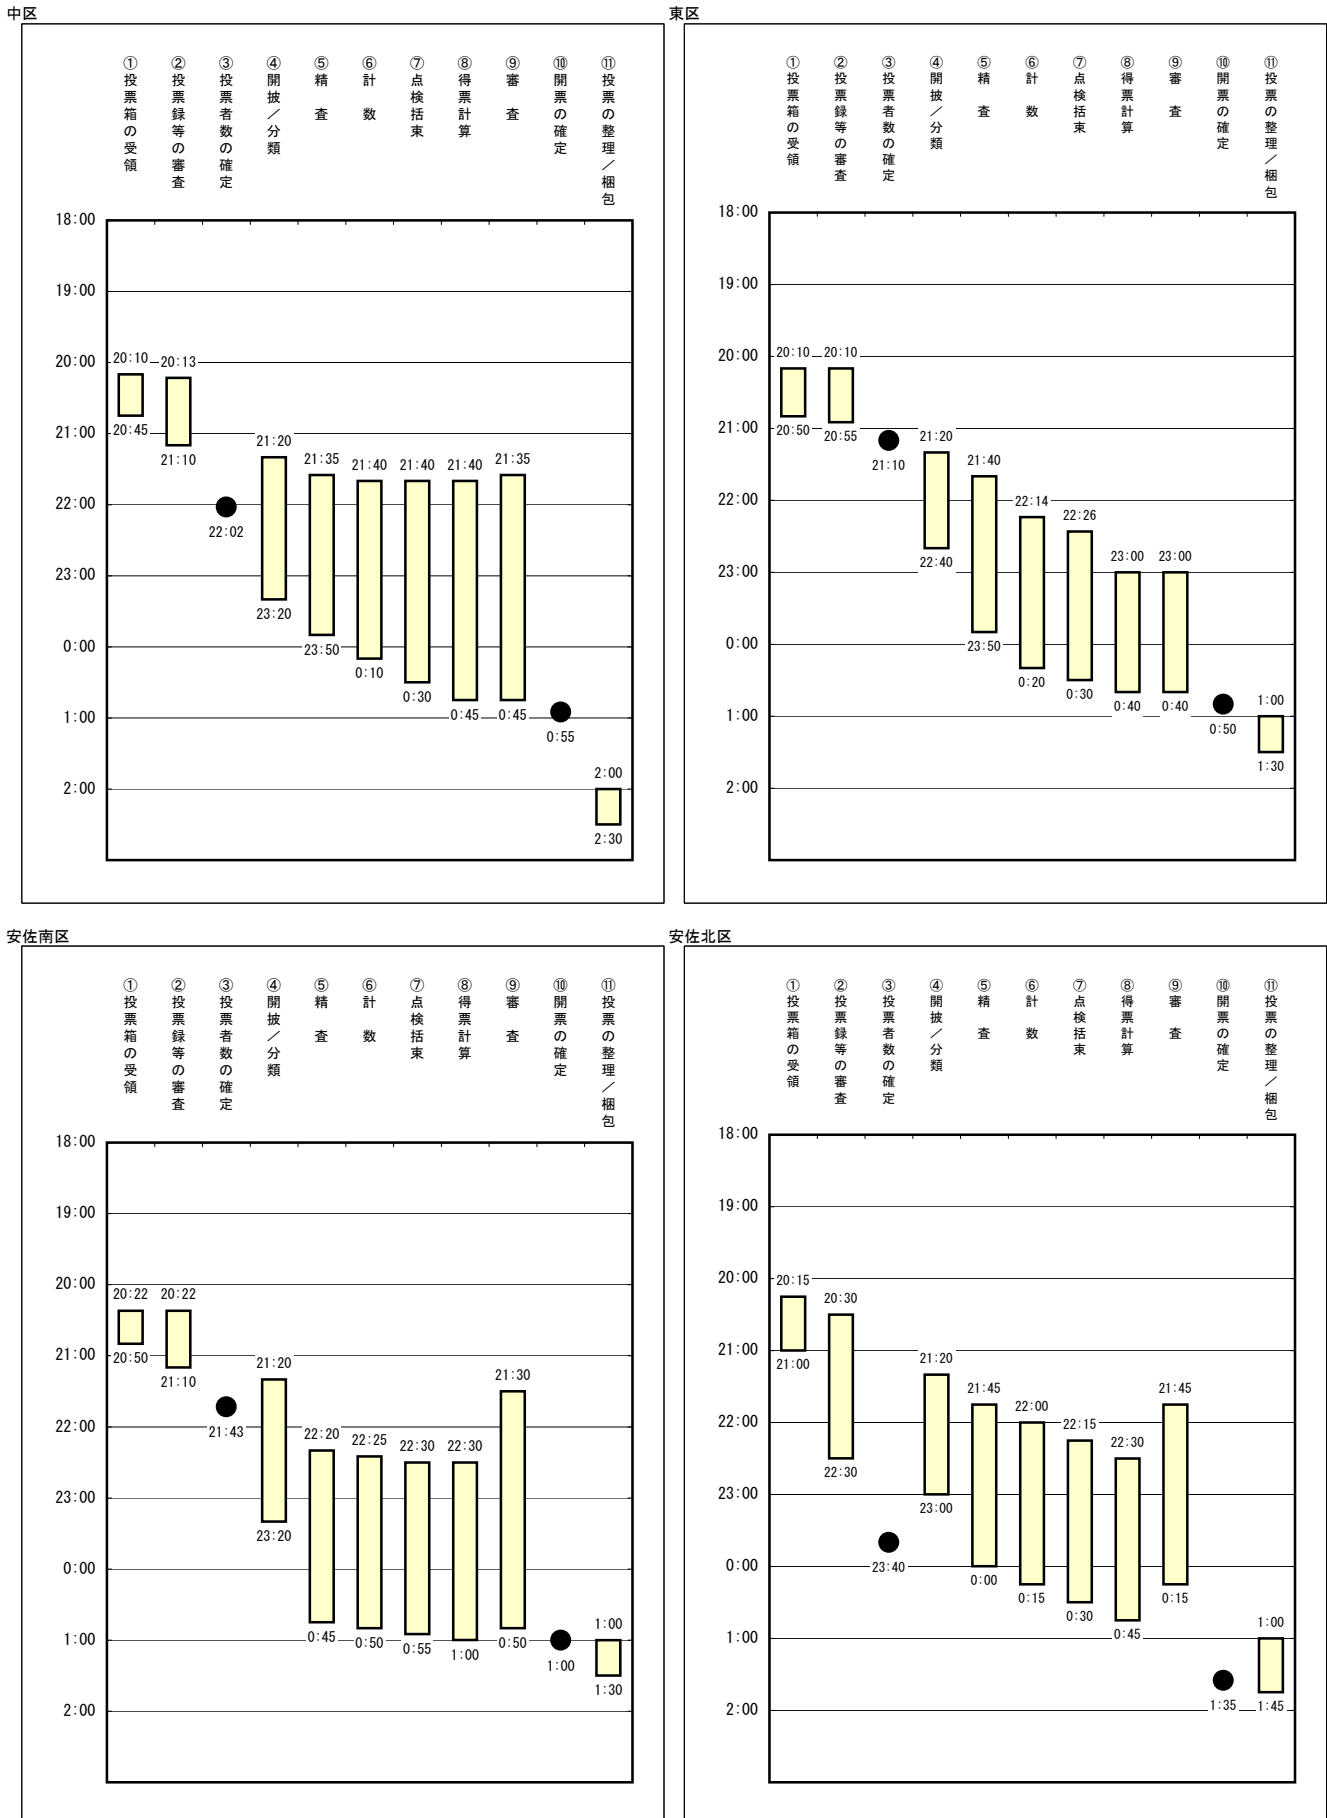 中区
①投票箱の受領
②投票録等の審査
③投票者数の確定
④開披／分類
⑤精　査
⑥計　数
⑦点検括束
⑧得票計算
⑨審　査
⑩開票の確定
⑪投票の整理／梱包
18:00
19:00
20:00
21:00
22:00
23:00
0:00
1:00
2:00
20:10
20:45
20:13
21:10
22:02
21:20
23:20
21:35
23:50
21:40
0:10
21:40
0:30
21:40
0:45
21:35
0:45
0:55
2:00
2:30
東区
①投票箱の受領
②投票録等の審査
③投票者数の確定
④開披／分類
⑤精　査
⑥計　数
⑦点検括束
⑧得票計算
⑨審　査
⑩開票の確定
⑪投票の整理／梱包
18:00
19:00
20:00
21:00
22:00
23:00
0:00
1:00
2:00
20:10
20:50
20:10
20:55
21:10
21:20
22:40
21:40
23:50
22:14
0:20
22:26
0:30
23:00
0:40
23:00
0:40
0:50
1:00
1:30
安佐南区
①投票箱の受領
②投票録等の審査
③投票者数の確定
④開披／分類
⑤精　査
⑥計　数
⑦点検括束
⑧得票計算
⑨審　査
⑩開票の確定
⑪投票の整理／梱包
18:00
19:00
20:00
21:00
22:00
23:00
0:00
1:00
2:00
20:22
20:50
20:22
21:10
21:43
21:20
23:20
22:20
0:45
22:25
0:50
22:30
0:55
22:30
1:00
21:30
0:50
1:00
1:00
1:30
安佐北区
①投票箱の受領
②投票録等の審査
③投票者数の確定
④開披／分類
⑤精　査
⑥計　数
⑦点検括束
⑧得票計算
⑨審　査
⑩開票の確定
⑪投票の整理／梱包
18:00
19:00
20:00
21:00
22:00
23:00
0:00
1:00
2:00
20:15
21:00
20:30
22:30
23:40
21:20
23:00
21:45
0:00
22:00
0:15
22:15
0:30
22:30
0:45
21:45
0:15
1:35
1:00
1:45